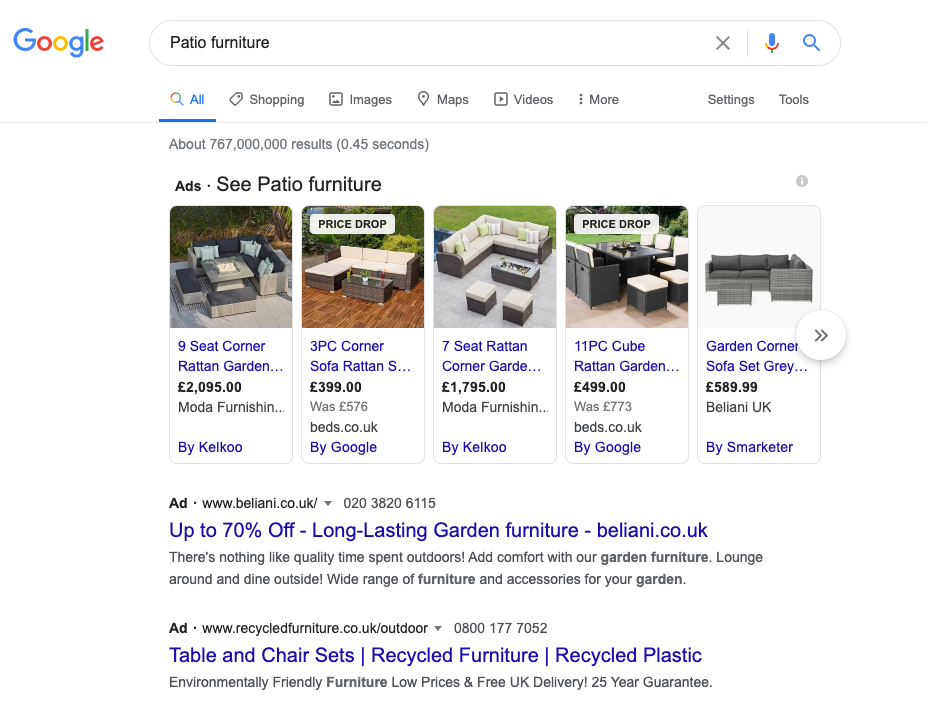 Google
Patio furniture
All Shopping Images Maps Videos More Settings Tools
About 767,000,000 results (0.45 seconds)
Ads · See Patio furniture
PRICE DROP
PRICE DROP
9 Seat Corner
Rattan Garden...
£2,095.00
Moda Furnishin...
By Kelkoo
3PC Corner
Sofa Rattan S...
£399.00
Was £576
beds.co.uk
By Google
7 Seat Rattan
Corner Garde...
£1,795.00
Moda Furnishin...
By Kelkoo
11PC Cube
Rattan Garden...
£499.00
Was £773
beds.co.uk
By Google
Garden Corner
Sofa Set Grey...
£589.99
Beliani UK
By Smarketer
Ad · www.beliani.co.uk/ 020 3820 6115
Up to 70% Off - Long-Lasting Garden furniture - beliani.co.uk
There's nothing like quality time spent outdoors! Add comfort with our garden furniture. Lounge
around and dine outside! Wide range of furniture and accessories for your garden.
Ad · www.recycledfurniture.co.uk/outdoor 0800 177 7052
Table and Chair Sets | Recycled Furniture | Recycled Plastic
Environmentally Friendly Furniture Low Prices & Free UK Delivery! 25 Year Guarantee.